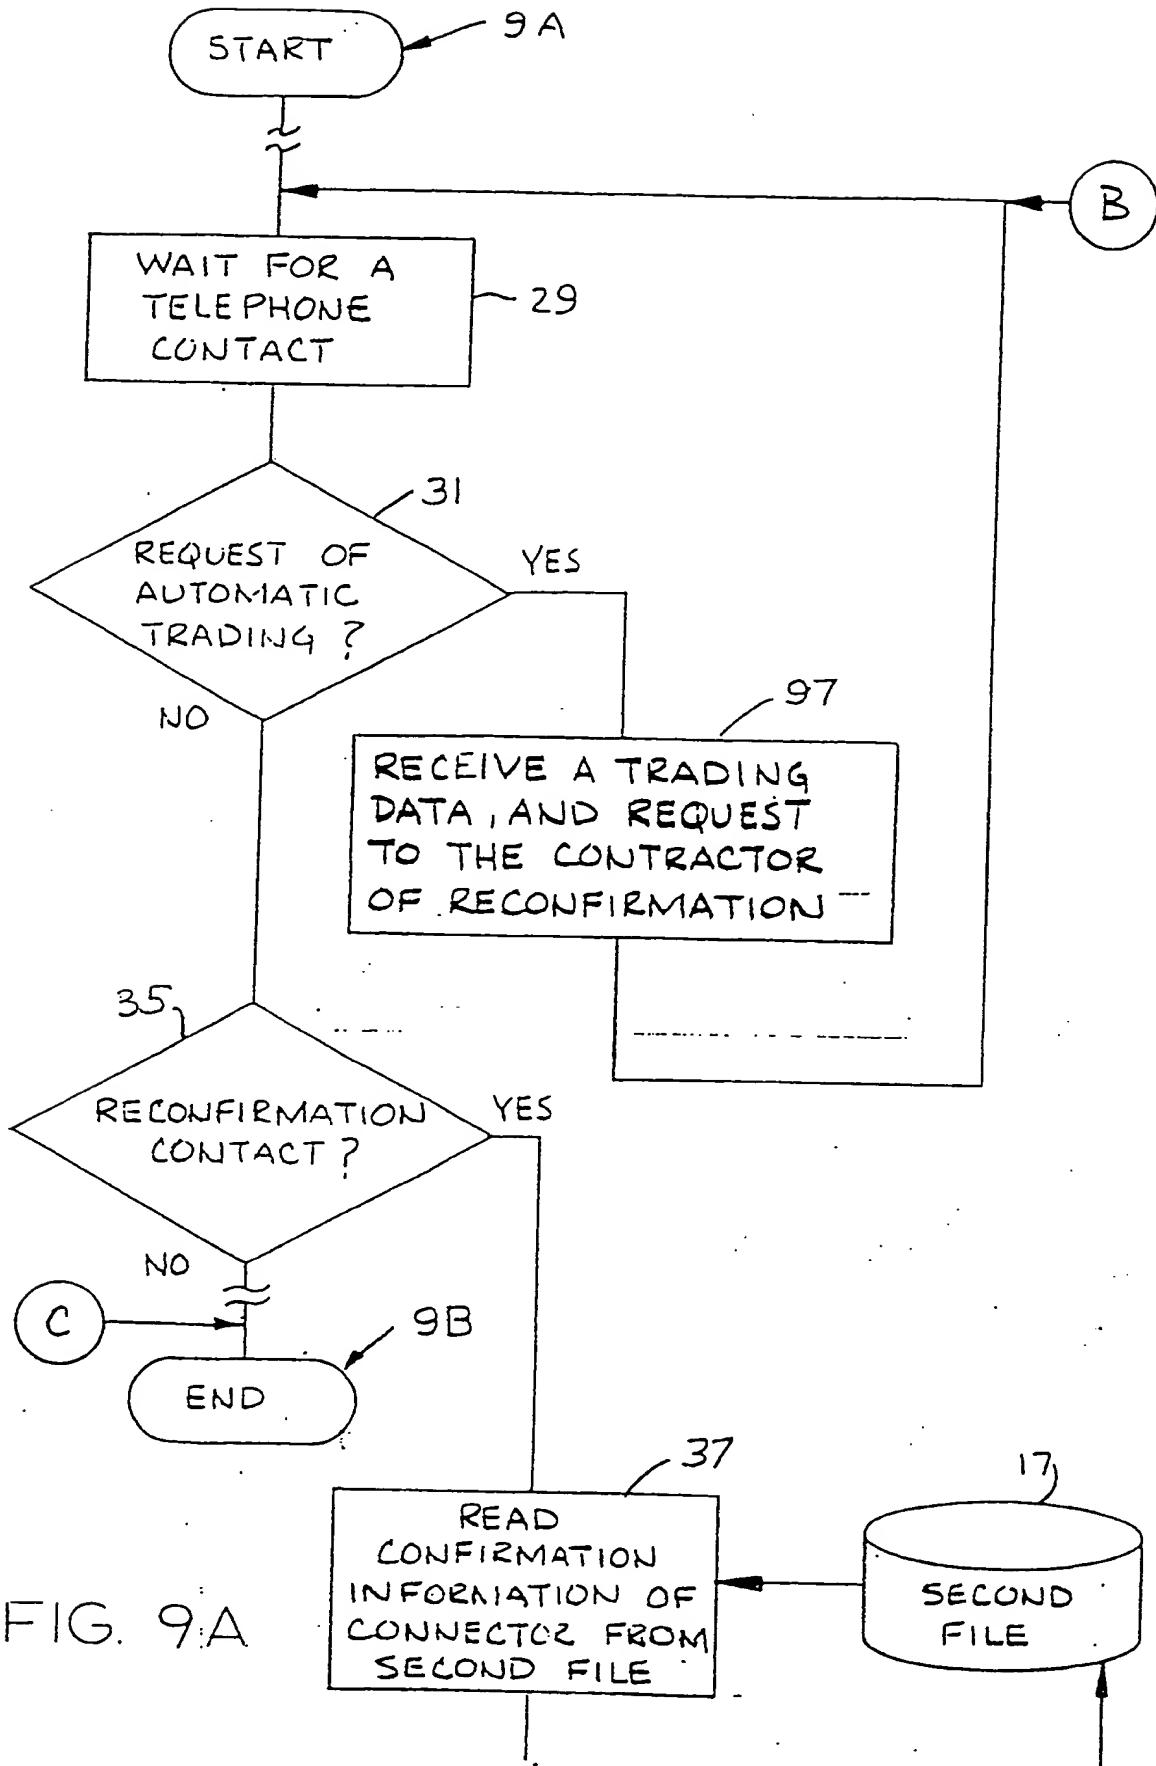 START
9A
B
WAIT FOR A
TELEPHONE
CONTACT
29
31
REQUEST OF
AUTOMATIC
TRADING ?
YES
NO
97
RECEIVE A TRADING
DATA, AND REQUEST
TO THE CONTRACTOR
OF RECONFIRMATION
35
RECONFIRMATION
CONTACT ?
YES
NO
C
9B
END
37
READ
CONFIRMATION
INFORMATION OF
CONNECTOR FROM
SECOND FILE
17
SECOND
FILE
FIG. 9A